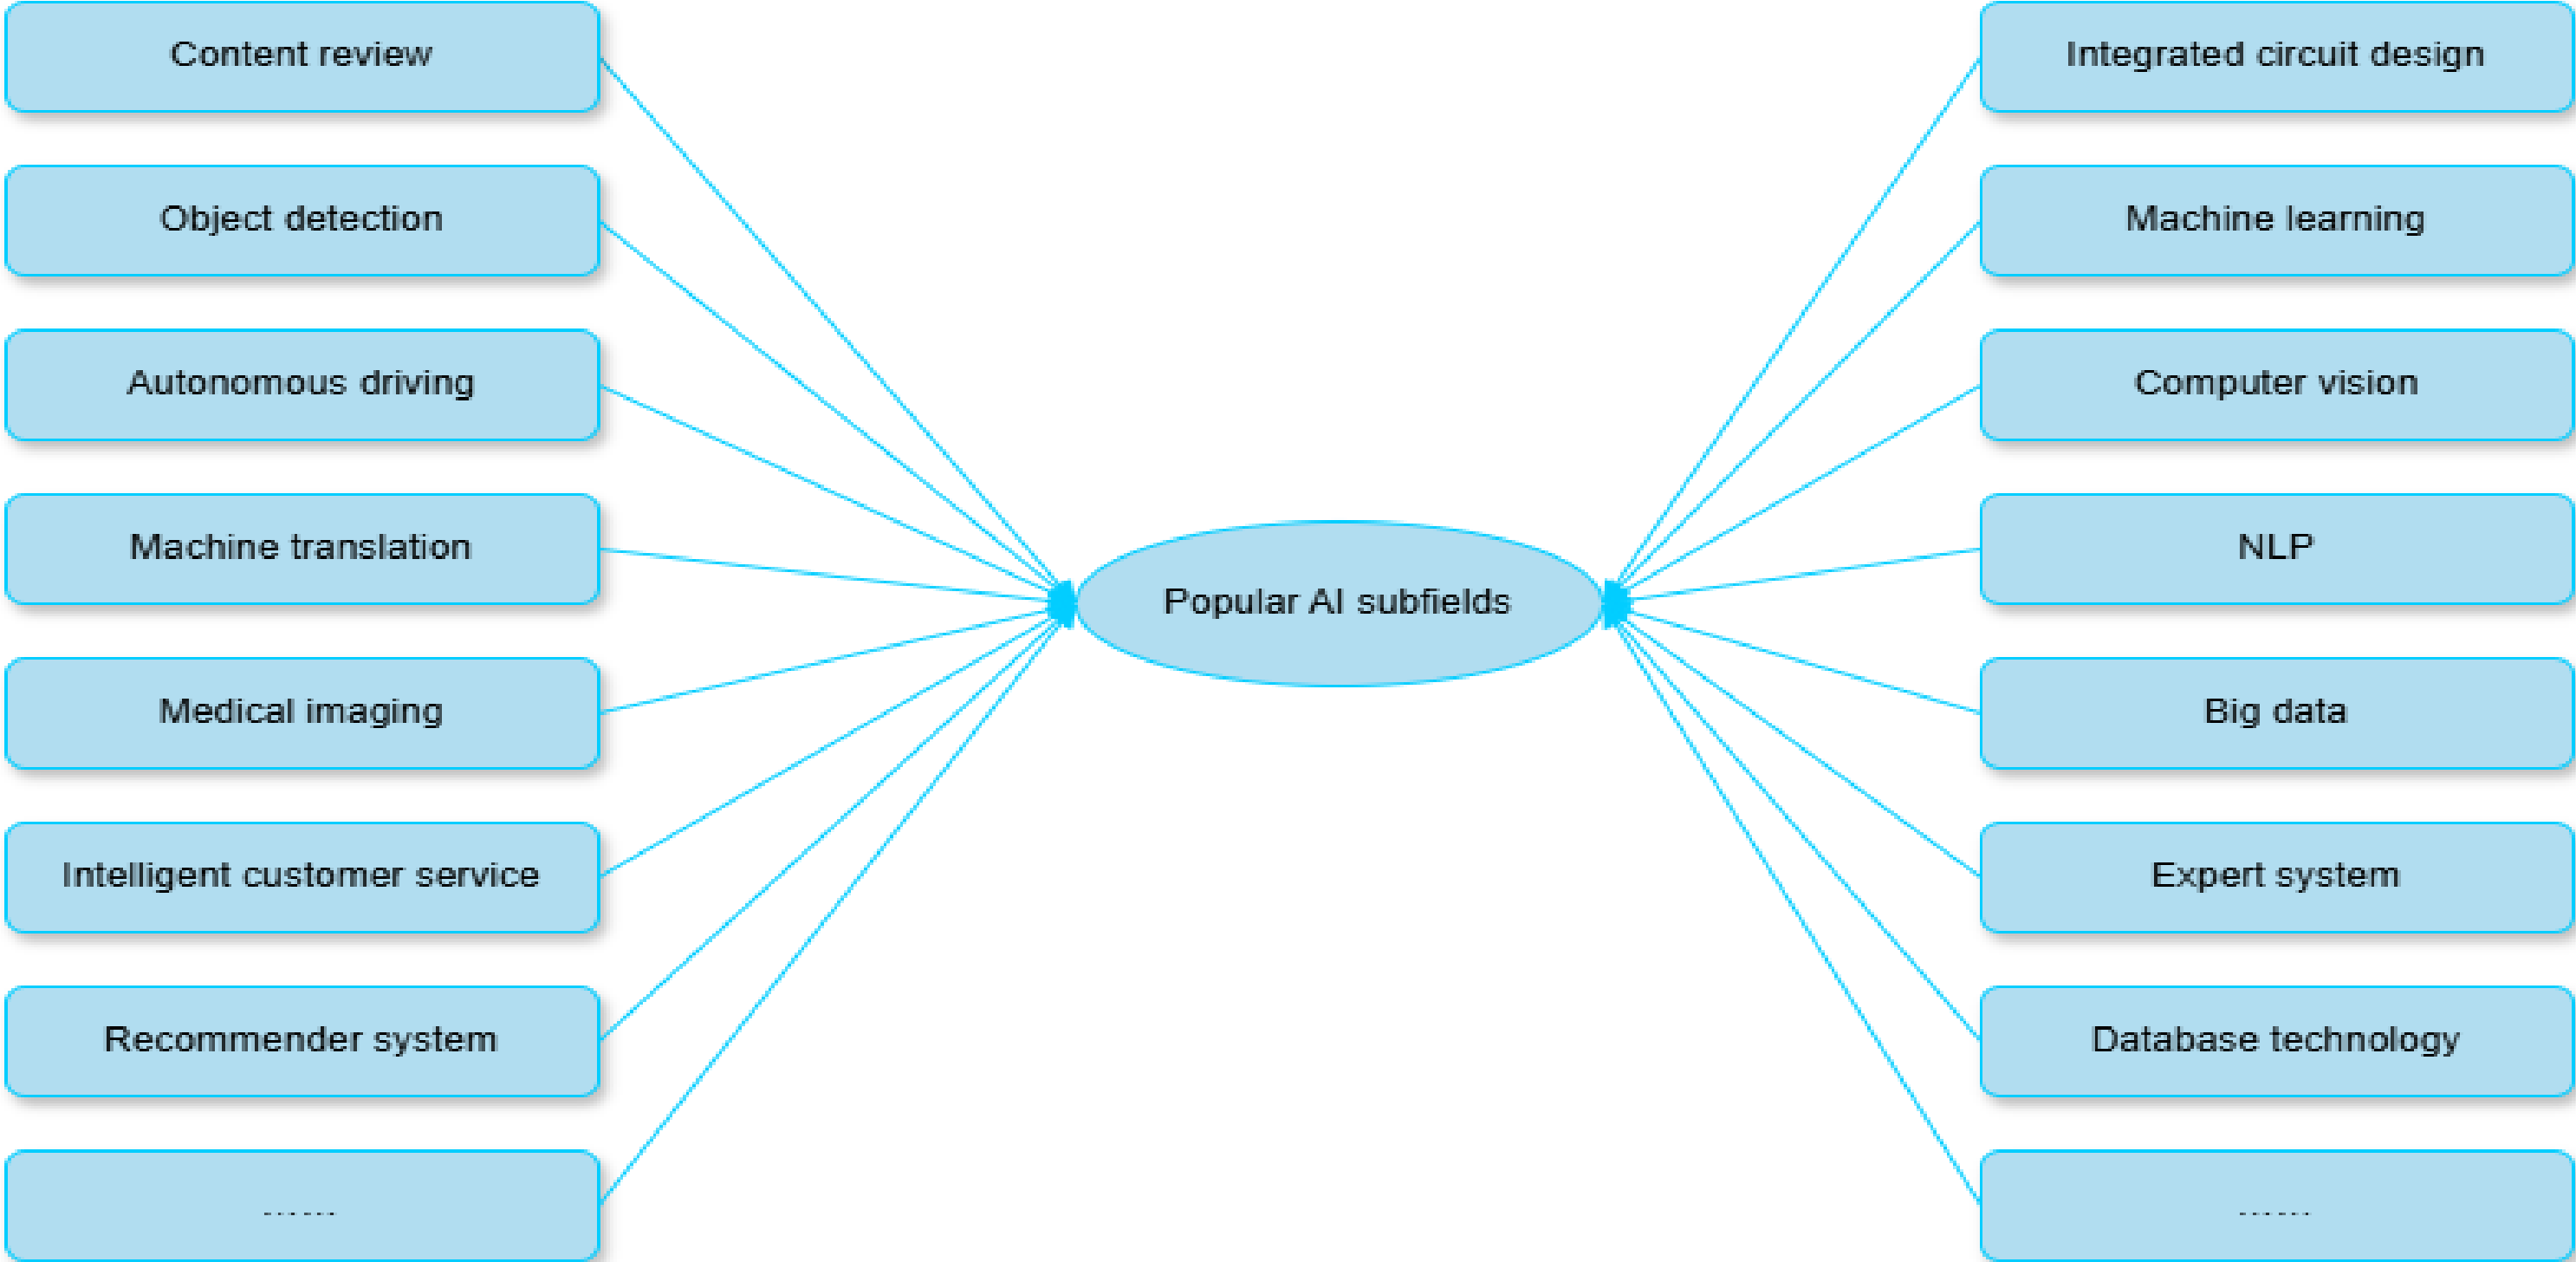 Content review
Object detection
Autonomous driving
Machine translation
Medical imaging
Intelligent customer service
Recommender system
......
Popular AI subfields
Integrated circuit design
Machine learning
Computer vision
NLP
Big data
Expert system
Database technology
......